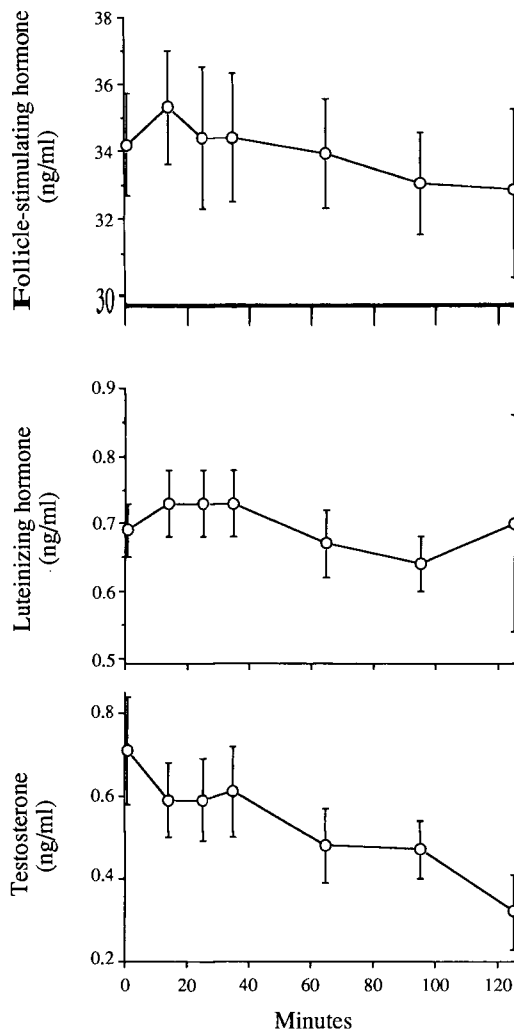 Follicle-stimulating hormone
(ng/ml)
38
36
34
32
30
Luteinizing hormone
(ng/ml)
0.9
0.8
0.7
0.6
0.5
Testosterone
(ng/ml)
0.8
0.6
0.4
0.2
0 20 40 60 80 100 120
Minutes